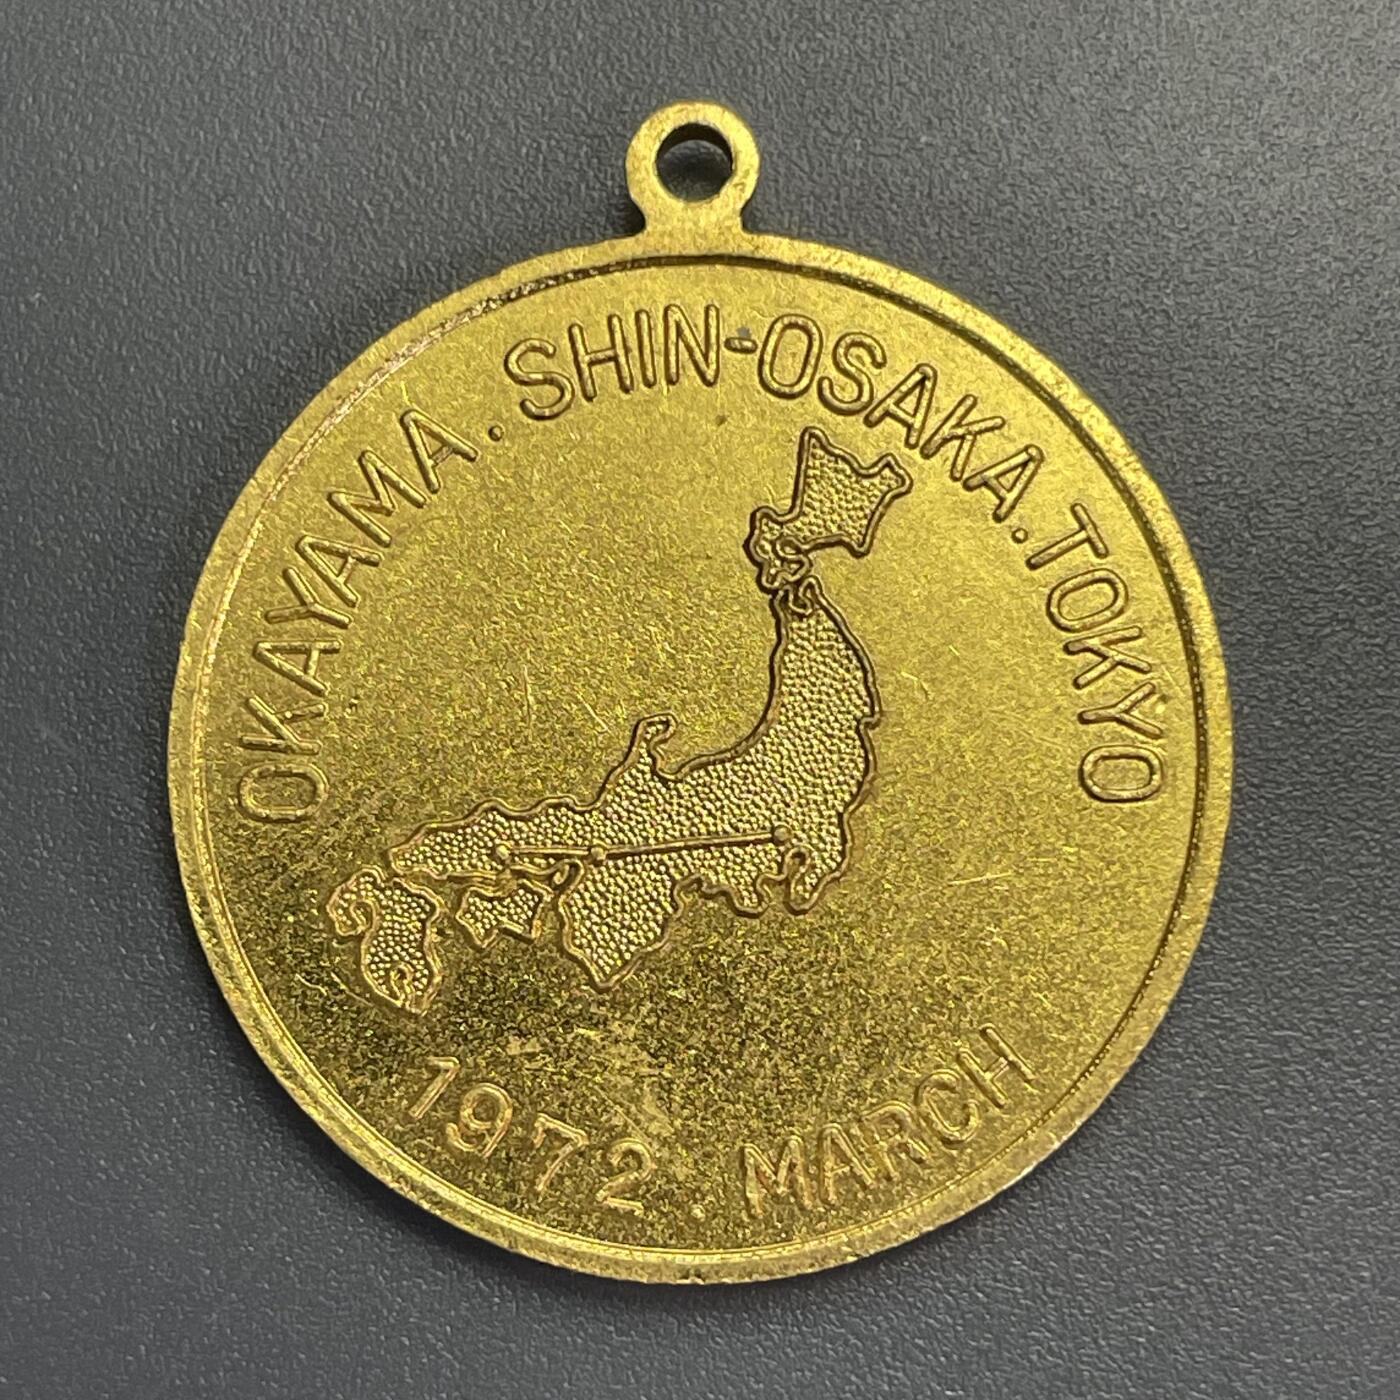 OKAYAMA. SHIN-OSAKA. TOKYO
1972. MARCH